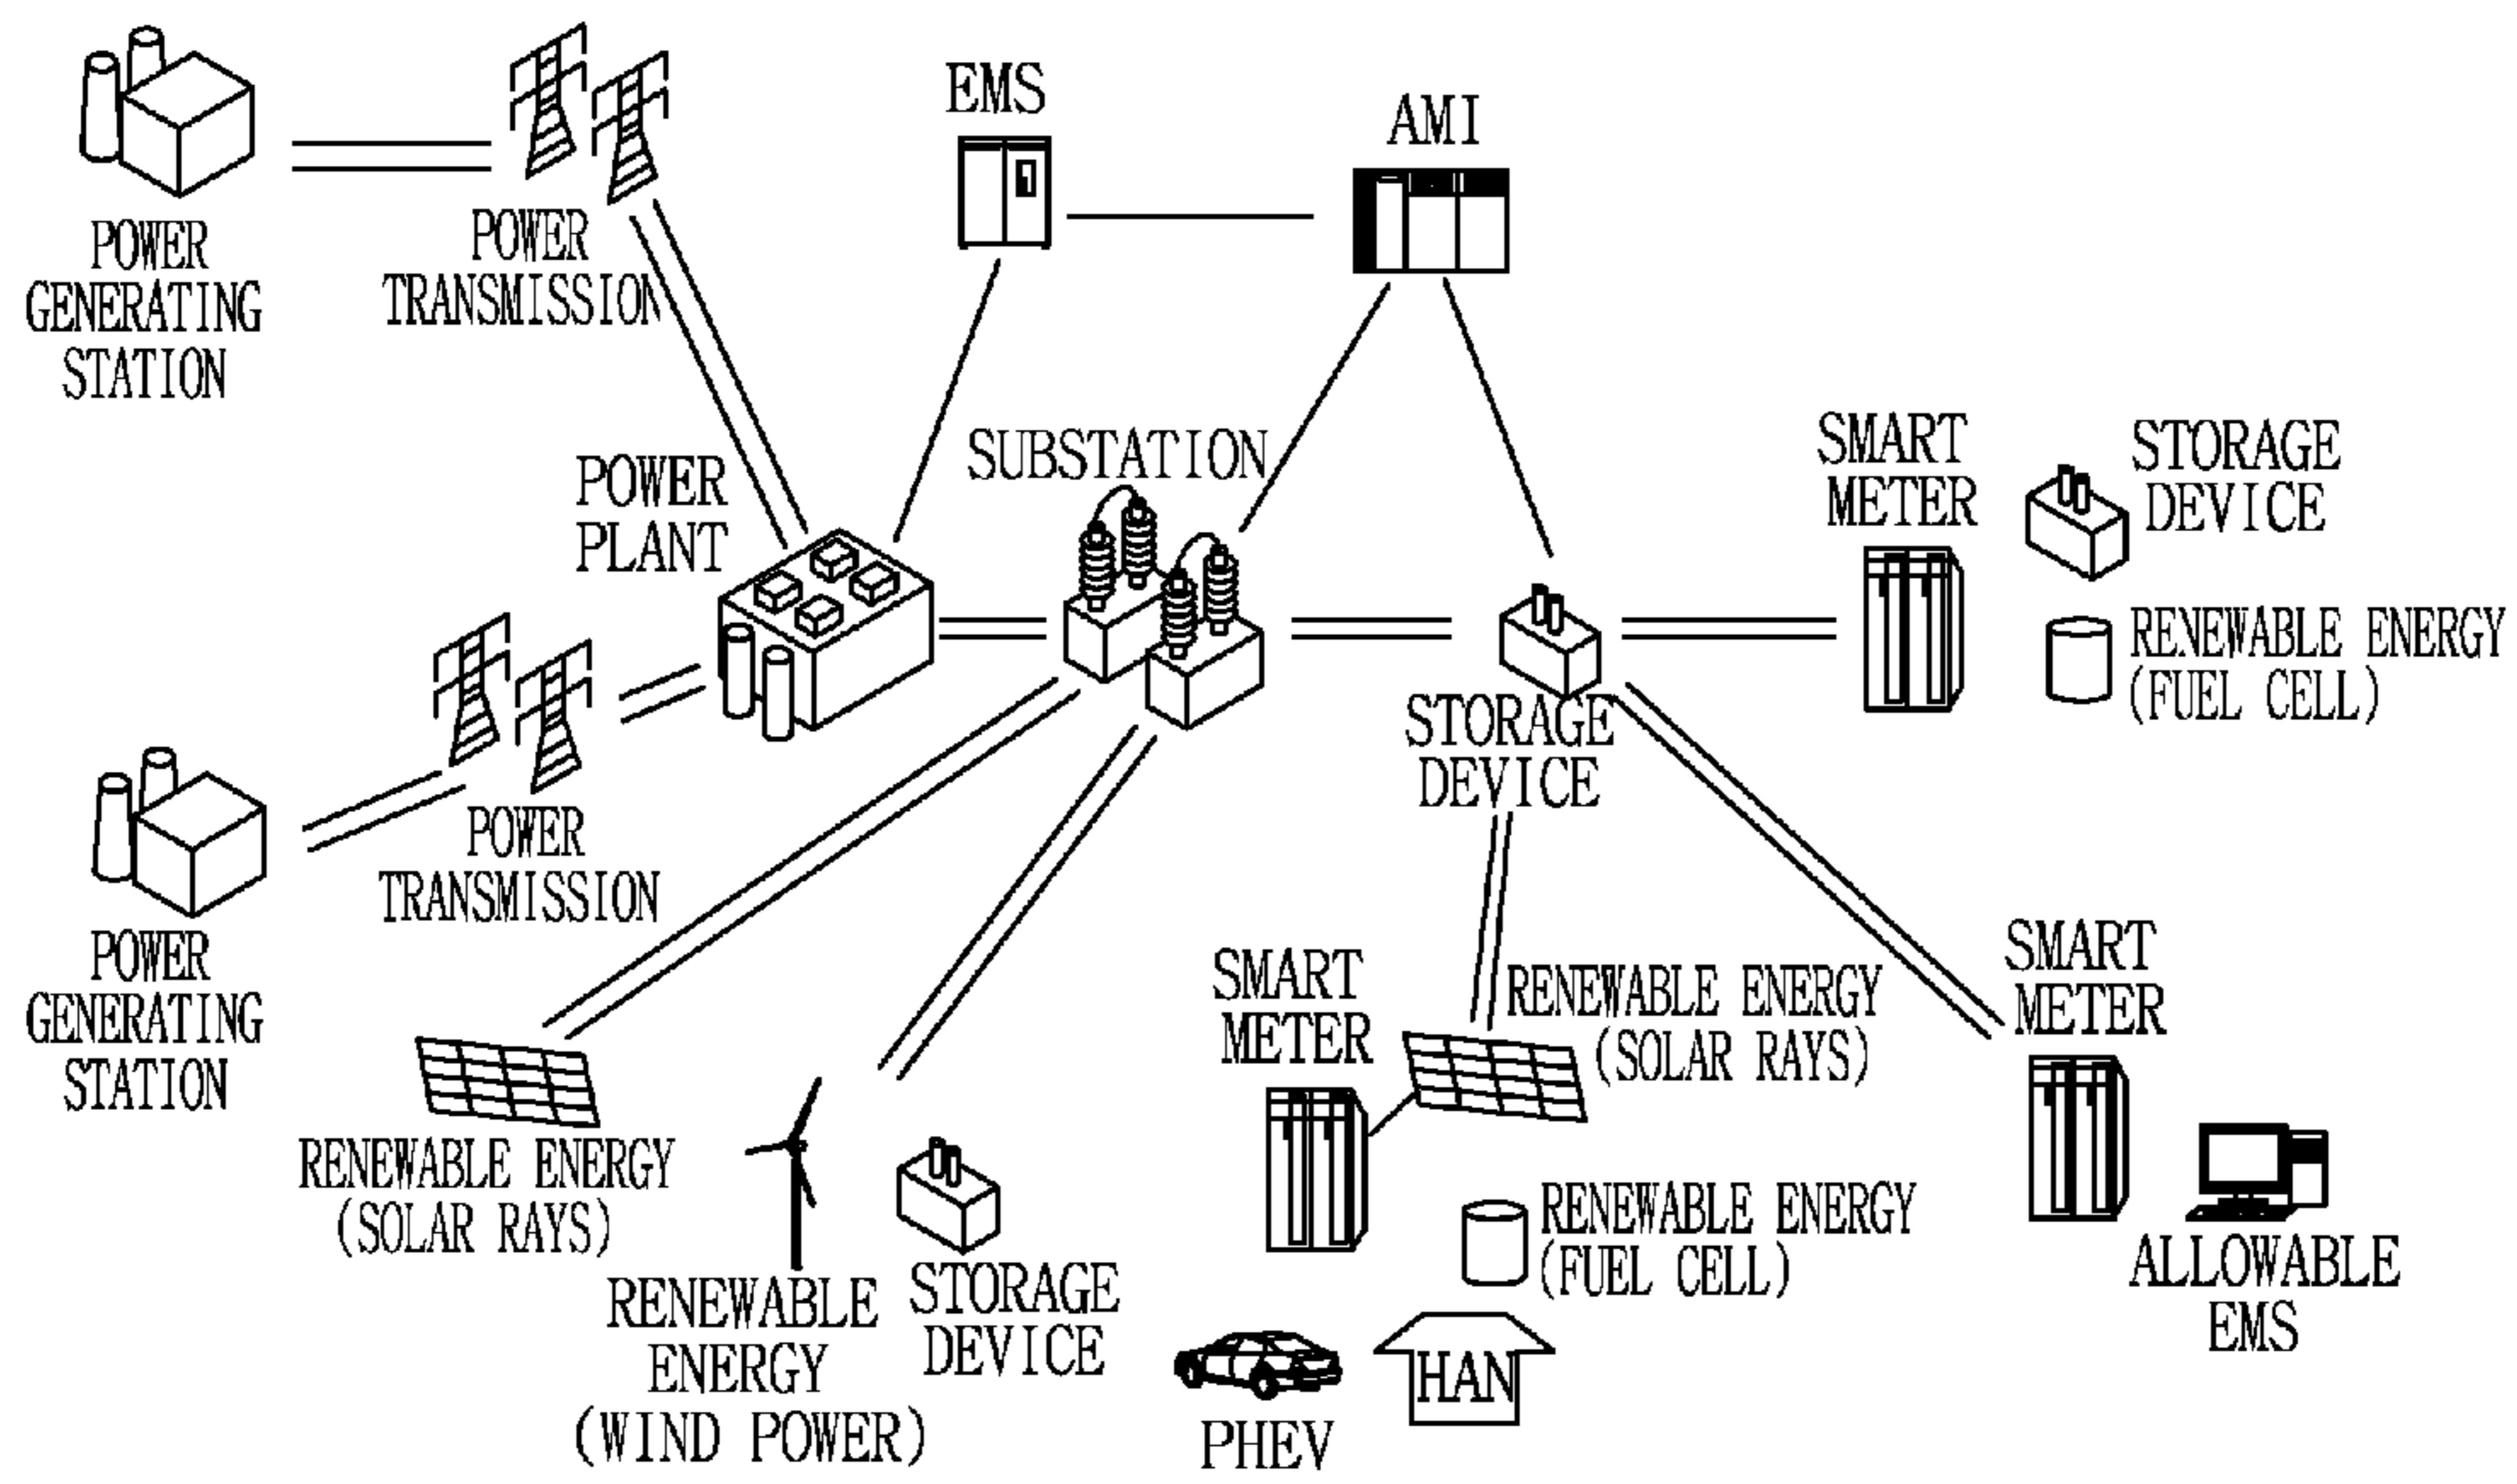 EMS
AMI
POWER
GENERATING
STATION
POWER
TRANSMISSION
POWER
PLANT
SUBSTATION
SMART
METER
STORAGE
DEVICE
RENEWABLE ENERGY
(FUEL CELL)
STORAGE
DEVICE
POWER
TRANSMISSION
POWER
GENERATING
STATION
SMART
METER
RENEWABLE ENERGY
(SOLAR RAYS)
SMART
METER
RENEWABLE ENERGY
(SOLAR RAYS)
RENEWABLE
ENERGY
(WIND POWER)
STORAGE
DEVICE
RENEWABLE ENERGY
(FUEL CELL)
ALLOWABLE
EMS
PHEV
HAN